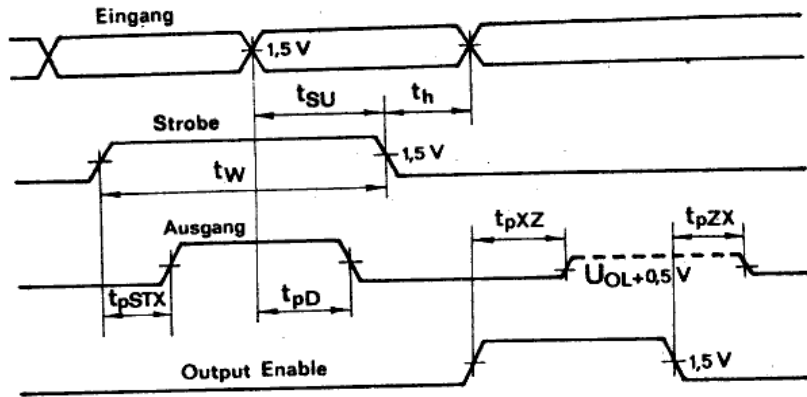 Eingang
1,5 V
tSU
th
Strobe
1,5 V
tW
Ausgang
tpXZ
tpZX
UOL+0,5 V
tpSTX
tpD
Output Enable
1,5 V